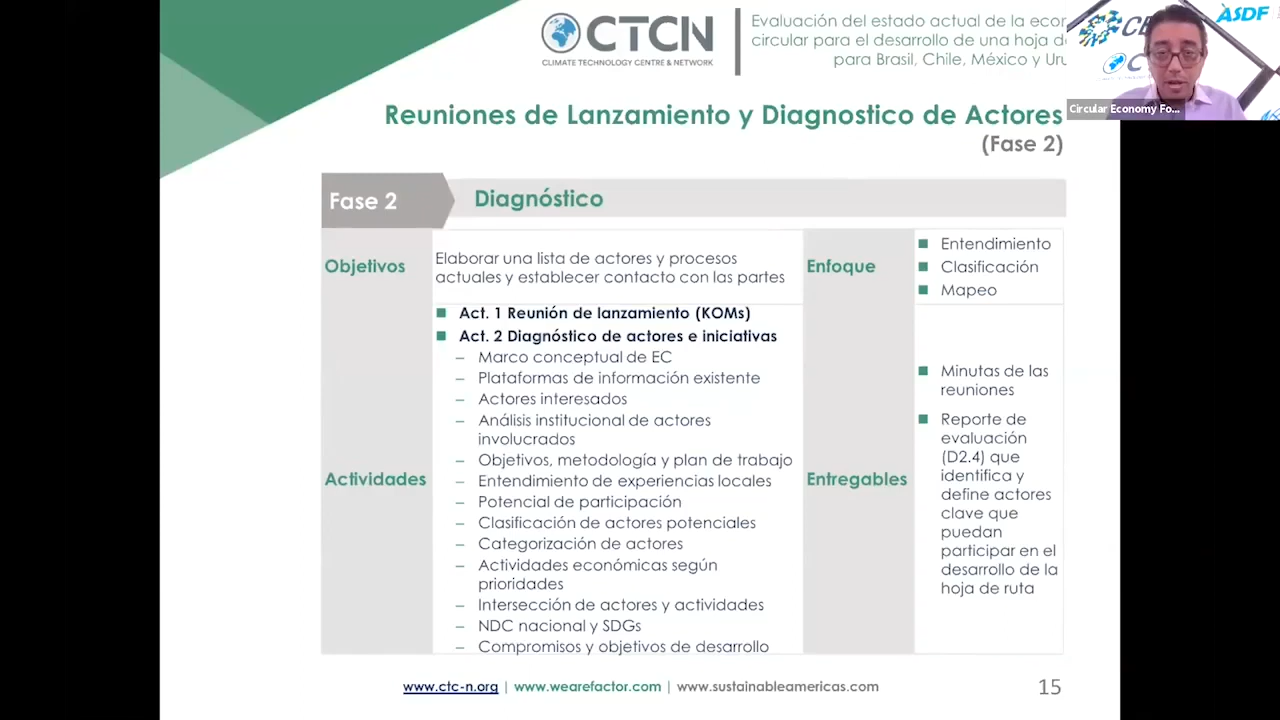 CTCN
CLIMATE TECHNOLOGY CENTRE & NETWORK
Evaluación del estado actual de la
circular para el desarrollo de una hoja
para Brasil, Chile, México y
ASDF
Circular Economy Fo...
Reuniones de Lanzamiento y Diagnostico de Actores
(Fase 2)
Fase 2
Diagnóstico
Objetivos
Elaborar una lista de actores y procesos
actuales y establecer contacto con las partes
Enfoque
■ Entendimiento
■ Clasificación
■ Mapeo
Actividades
■ Act. 1 Reunión de lanzamiento (KOMs)
■ Act. 2 Diagnóstico de actores e iniciativas
– Marco conceptual de EC
– Plataformas de información existente
– Actores interesados
– Análisis institucional de actores
involucrados
– Objetivos, metodología y plan de trabajo
– Entendimiento de experiencias locales
– Potencial de participación
– Clasificación de actores potenciales
– Categorización de actores
– Actividades económicas según
prioridades
– Intersección de actores y actividades
– NDC nacional y SDGs
– Compromisos y objetivos de desarrollo
Entregables
■ Minutas de las
reuniones
■ Reporte de
evaluación
(D2.4) que
identifica y
define actores
clave que
puedan
participar en el
desarrollo de la
hoja de ruta
www.ctc-n.org | www.wearefactor.com | www.sustainableamericas.com
15